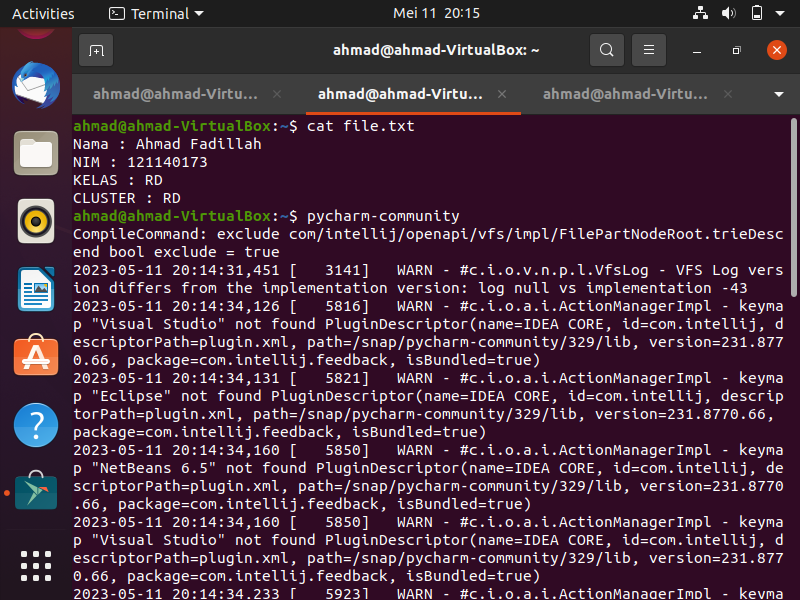 Activities
Terminal
Mei 11 20:15
ahmad@ahmad-VirtualBox: ~
ahmad@ahmad-Virtu...
ahmad@ahmad-Virtu...
ahmad@ahmad-Virtu...
ahmad@ahmad-VirtualBox:~$ cat file.txt
Nama : Ahmad Fadillah
NIM : 121140173
KELAS : RD
CLUSTER : RD
ahmad@ahmad-VirtualBox:~$ pycharm-community
CompileCommand: exclude com/intellij/openapi/vfs/impl/FilePartNodeRoot.trieDesc
end bool exclude = true
2023-05-11 20:14:31,451 [   3141]   WARN - #c.i.o.v.n.p.l.VfsLog - VFS Log vers
ion differs from the implementation version: log null vs implementation -43
2023-05-11 20:14:34,126 [   5816]   WARN - #c.i.o.a.i.ActionManagerImpl - keyma
p "Visual Studio" not found PluginDescriptor(name=IDEA CORE, id=com.intellij, d
escriptorPath=plugin.xml, path=/snap/pycharm-community/329/lib, version=231.877
0.66, package=com.intellij.feedback, isBundled=true)
2023-05-11 20:14:34,131 [   5821]   WARN - #c.i.o.a.i.ActionManagerImpl - keyma
p "Eclipse" not found PluginDescriptor(name=IDEA CORE, id=com.intellij, descrip
torPath=plugin.xml, path=/snap/pycharm-community/329/lib, version=231.8770.66, 
package=com.intellij.feedback, isBundled=true)
2023-05-11 20:14:34,160 [   5850]   WARN - #c.i.o.a.i.ActionManagerImpl - keyma
p "NetBeans 6.5" not found PluginDescriptor(name=IDEA CORE, id=com.intellij, de
scriptorPath=plugin.xml, path=/snap/pycharm-community/329/lib, version=231.8770
.66, package=com.intellij.feedback, isBundled=true)
2023-05-11 20:14:34,160 [   5850]   WARN - #c.i.o.a.i.ActionManagerImpl - keyma
p "Visual Studio" not found PluginDescriptor(name=IDEA CORE, id=com.intellij, d
escriptorPath=plugin.xml, path=/snap/pycharm-community/329/lib, version=231.877
0.66, package=com.intellij.feedback, isBundled=true)
2023-05-11 20:14:34,233 [   5923]   WARN - #c.i.o.a.i.ActionManagerImpl - keyma